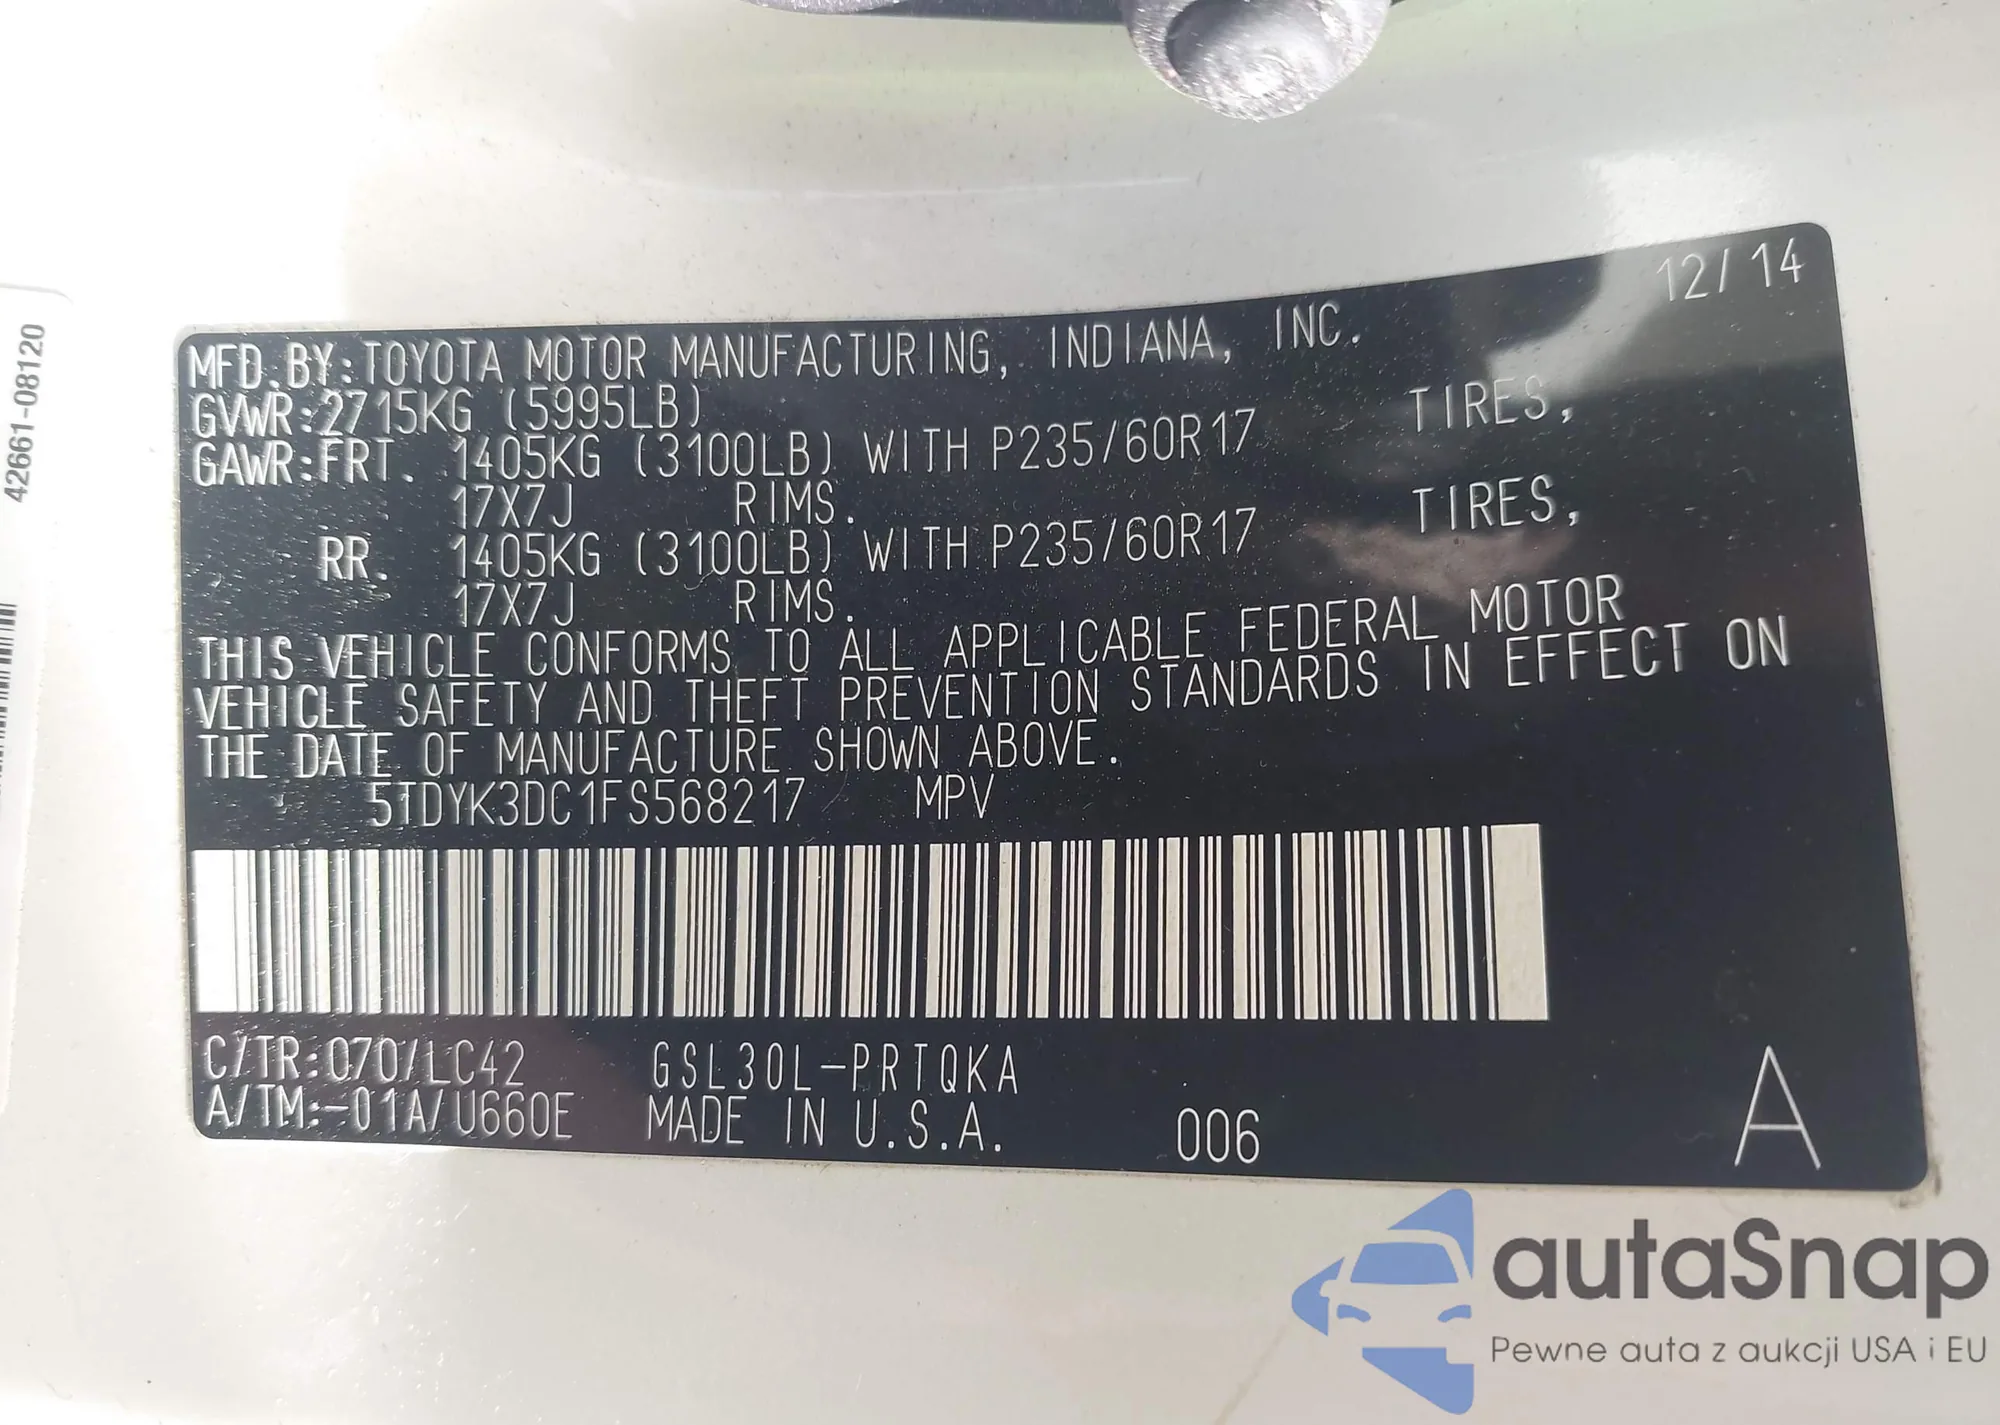 12/14
MFD.BY:TOYOTA MOTOR MANUFACTURING, INDIANA, INC.
GVWR:2715KG (5995LB)
GAWR:FRT. 1405KG (3100LB) WITH P235/60R17 TIRES,
17X7J RIMS.
RR. 1405KG (3100LB) WITH P235/60R17 TIRES,
17X7J RIMS.
THIS VEHICLE CONFORMS TO ALL APPLICABLE FEDERAL MOTOR
VEHICLE SAFETY AND THEFT PREVENTION STANDARDS IN EFFECT ON
THE DATE OF MANUFACTURE SHOWN ABOVE.
5TDYK3DC1FS568217 MPV
C/TR:070/LC42 GSL30L-PRTQKA
A/TM:-01A/U660E MADE IN U.S.A. 006 A
42661-08120
autaSnap
Pewne auta z aukcji USA i EU